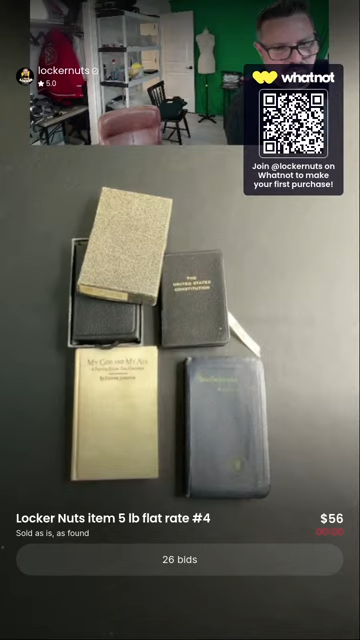 lockernuts
★ 5.0
whatnot
Join @lockernuts on
Whatnot to make
your first purchase!
THE
UNITED STATES
CONSTITUTION
MY GOD AND MY ALL
Locker Nuts item 5 lb flat rate #4
$56
Sold as is, as found
26 bids